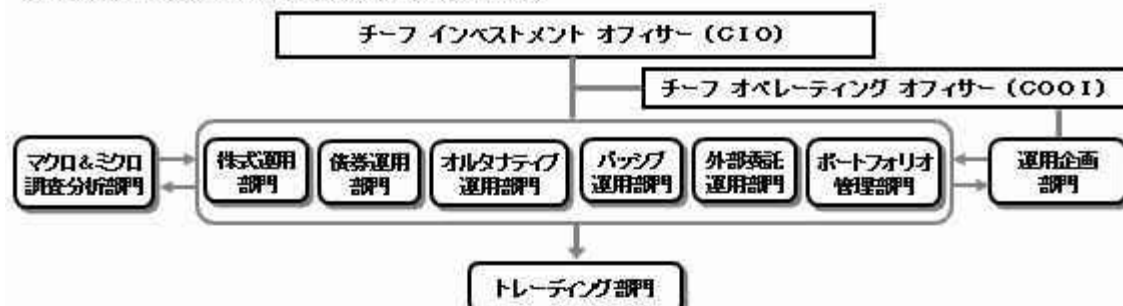 チーフ インベストメント オフィサー (CIO)
チーフ オペレーティング オフィサー (COOI)
マクロ&ミクロ
調査分析部門
株式運用
部門
債券運用
部門
オルタナティブ
運用部門
パッシブ
運用部門
外部委託
運用部門
ポートフォリオ
管理部門
運用企画
部門
トレーディング部門